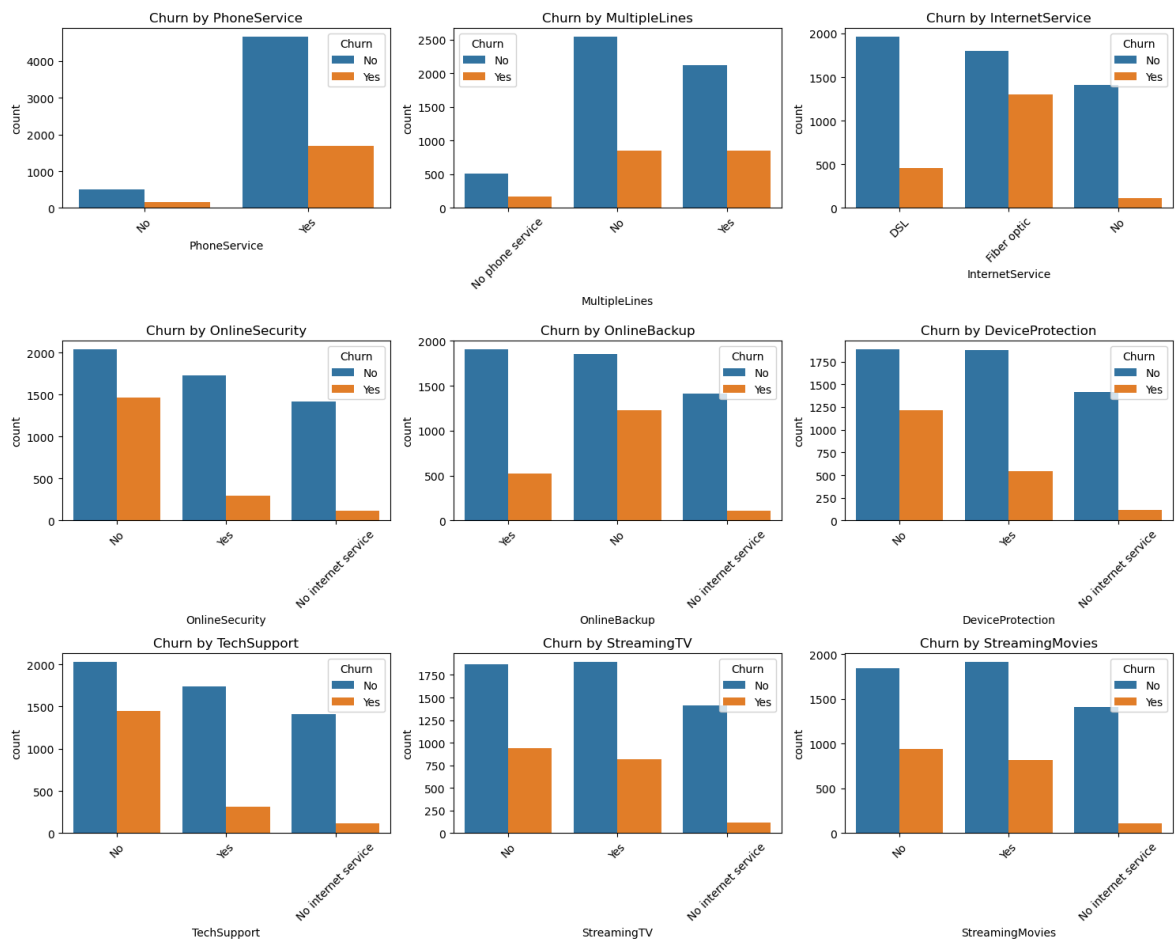 Churn by PhoneService
Churn
No
Yes
4000
3000
2000
1000
0
count
No
Yes
PhoneService
Churn by MultipleLines
Churn
No
Yes
2500
2000
1500
1000
500
0
count
No phone service
No
Yes
MultipleLines
Churn by InternetService
Churn
No
Yes
2000
1500
1000
500
0
count
DSL
Fiber optic
No
InternetService
Churn by OnlineSecurity
Churn
No
Yes
2000
1500
1000
500
0
count
No
Yes
No internet service
OnlineSecurity
Churn by OnlineBackup
Churn
No
Yes
2000
1500
1000
500
0
count
Yes
No
No internet service
OnlineBackup
Churn by DeviceProtection
Churn
No
Yes
1750
1500
1250
1000
750
500
250
0
count
No
Yes
No internet service
DeviceProtection
Churn by TechSupport
Churn
No
Yes
2000
1500
1000
500
0
count
No
Yes
No internet service
TechSupport
Churn by StreamingTV
Churn
No
Yes
1750
1500
1250
1000
750
500
250
0
count
No
Yes
No internet service
StreamingTV
Churn by StreamingMovies
Churn
No
Yes
2000
1500
1000
500
0
count
No
Yes
No internet service
StreamingMovies